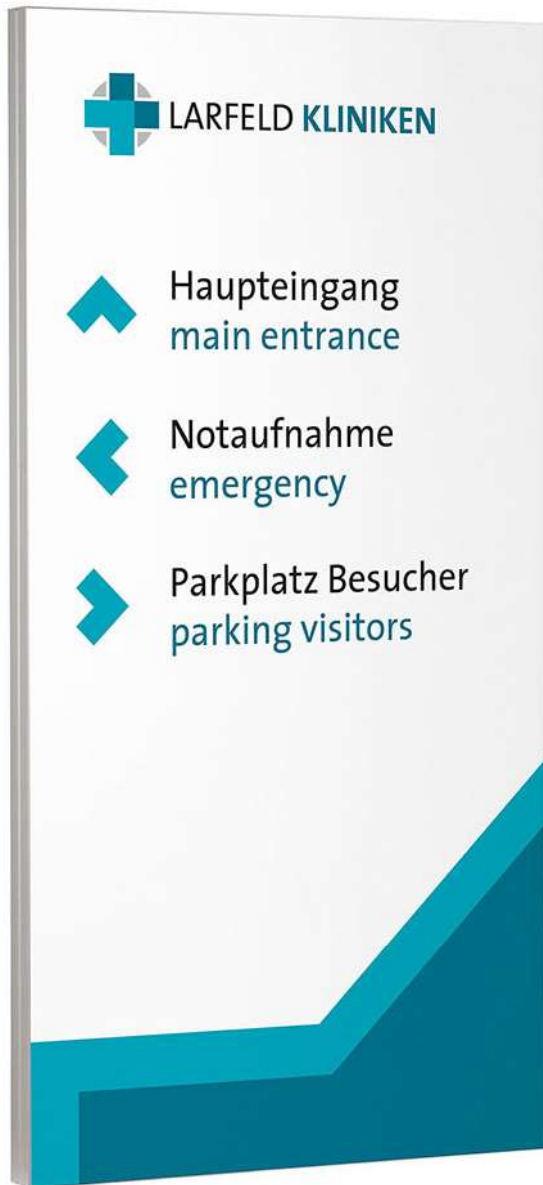 LARFELD KLINIKEN
Haupteingang
main entrance
Notaufnahme
emergency
Parkplatz Besucher
parking visitors